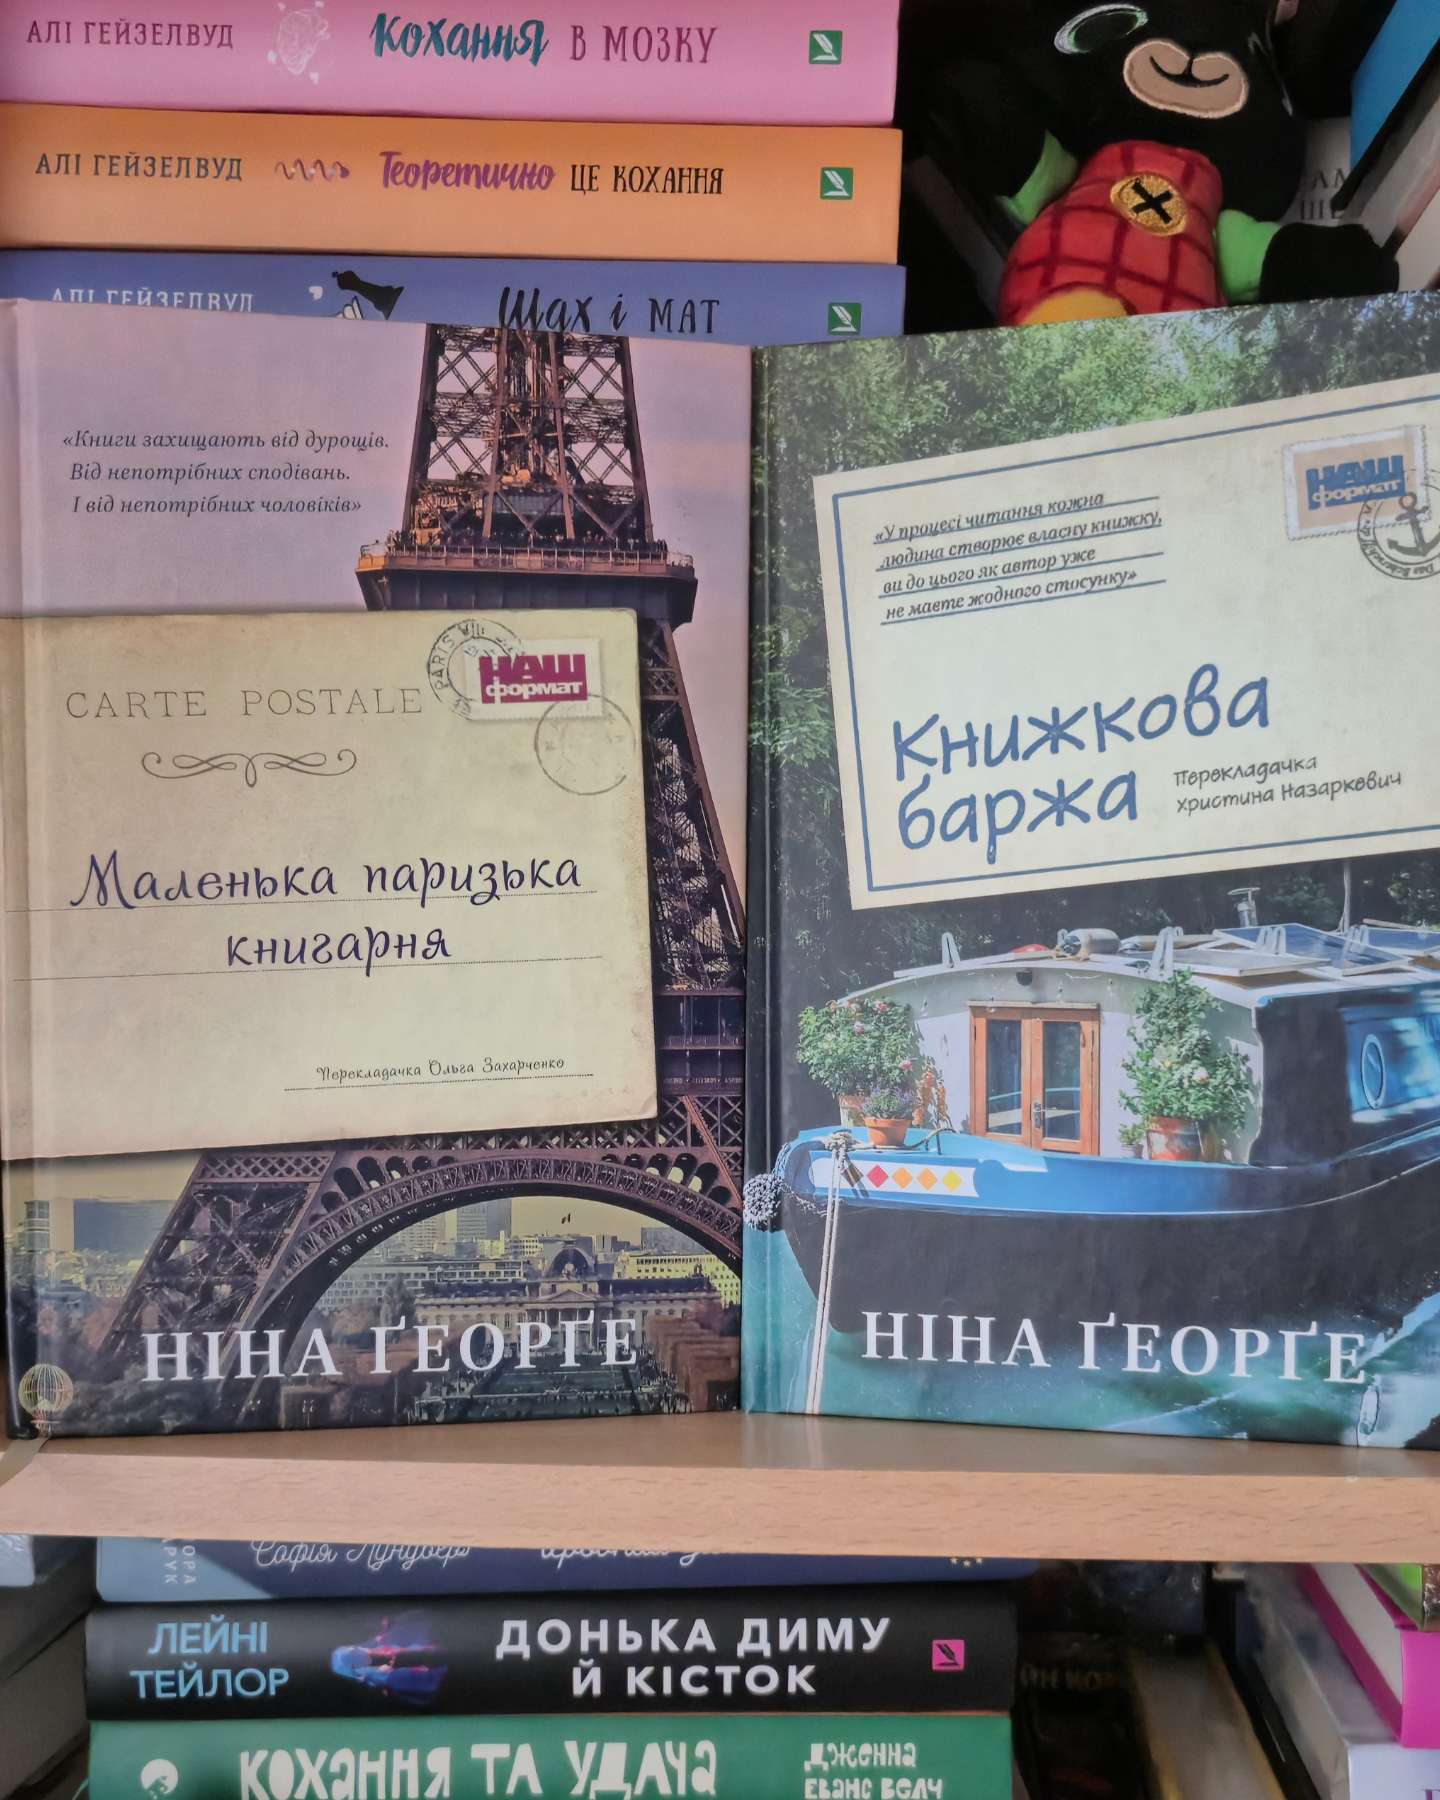 АЛІ ГЕЙЗЕЛВУД Кохання В МОЗКУ
АЛІ ГЕЙЗЕЛВУД Теоретично ЦЕ КОХАННЯ
АЛІ ГЕЙЗЕЛВУД Шах і МАТ
«Книги захищають від дурощів.
Від непотрібних сподівань.
І від непотрібних чоловіків»
CARTE POSTALE
PARIS VII
НАШ
формат
Маленька паризька
книгарня
Перекладачка Ольга Захарченко
НІНА ҐЕОРҐЕ
«У процесі читання кожна
людина створює власну книжку,
ви до цього як автор уже
не маєте жодного стосунку»
НАШ
формат
Книжкова
баржа
Перекладачка
Христина Назаркевич
НІНА ҐЕОРҐЕ
Софія Лундберґ
ЛЕЙНІ
ТЕЙЛОР
ДОНЬКА ДИМУ
Й КІСТОК
КОХАННЯ ТА УДАЧА
Дженна
Еванс Велч